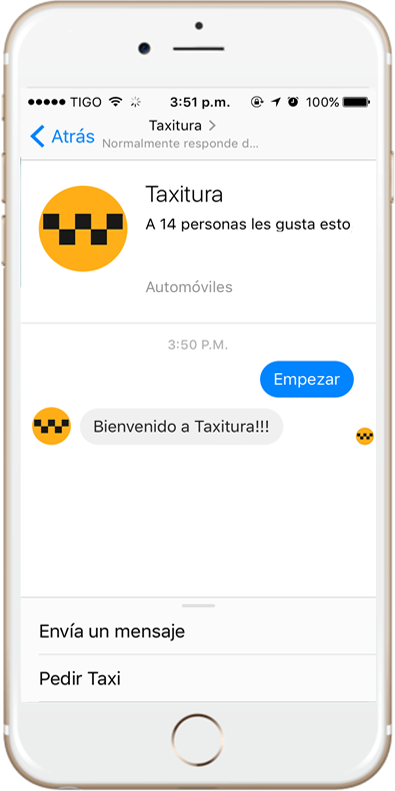 TIGO 3:51 p.m. 100%
Atrás Taxitura
Normalmente responde d...
Taxitura
A 14 personas les gusta esto
Automóviles
3:50 P.M.
Empezar
Bienvenido a Taxitura!!!
Envía un mensaje
Pedir Taxi